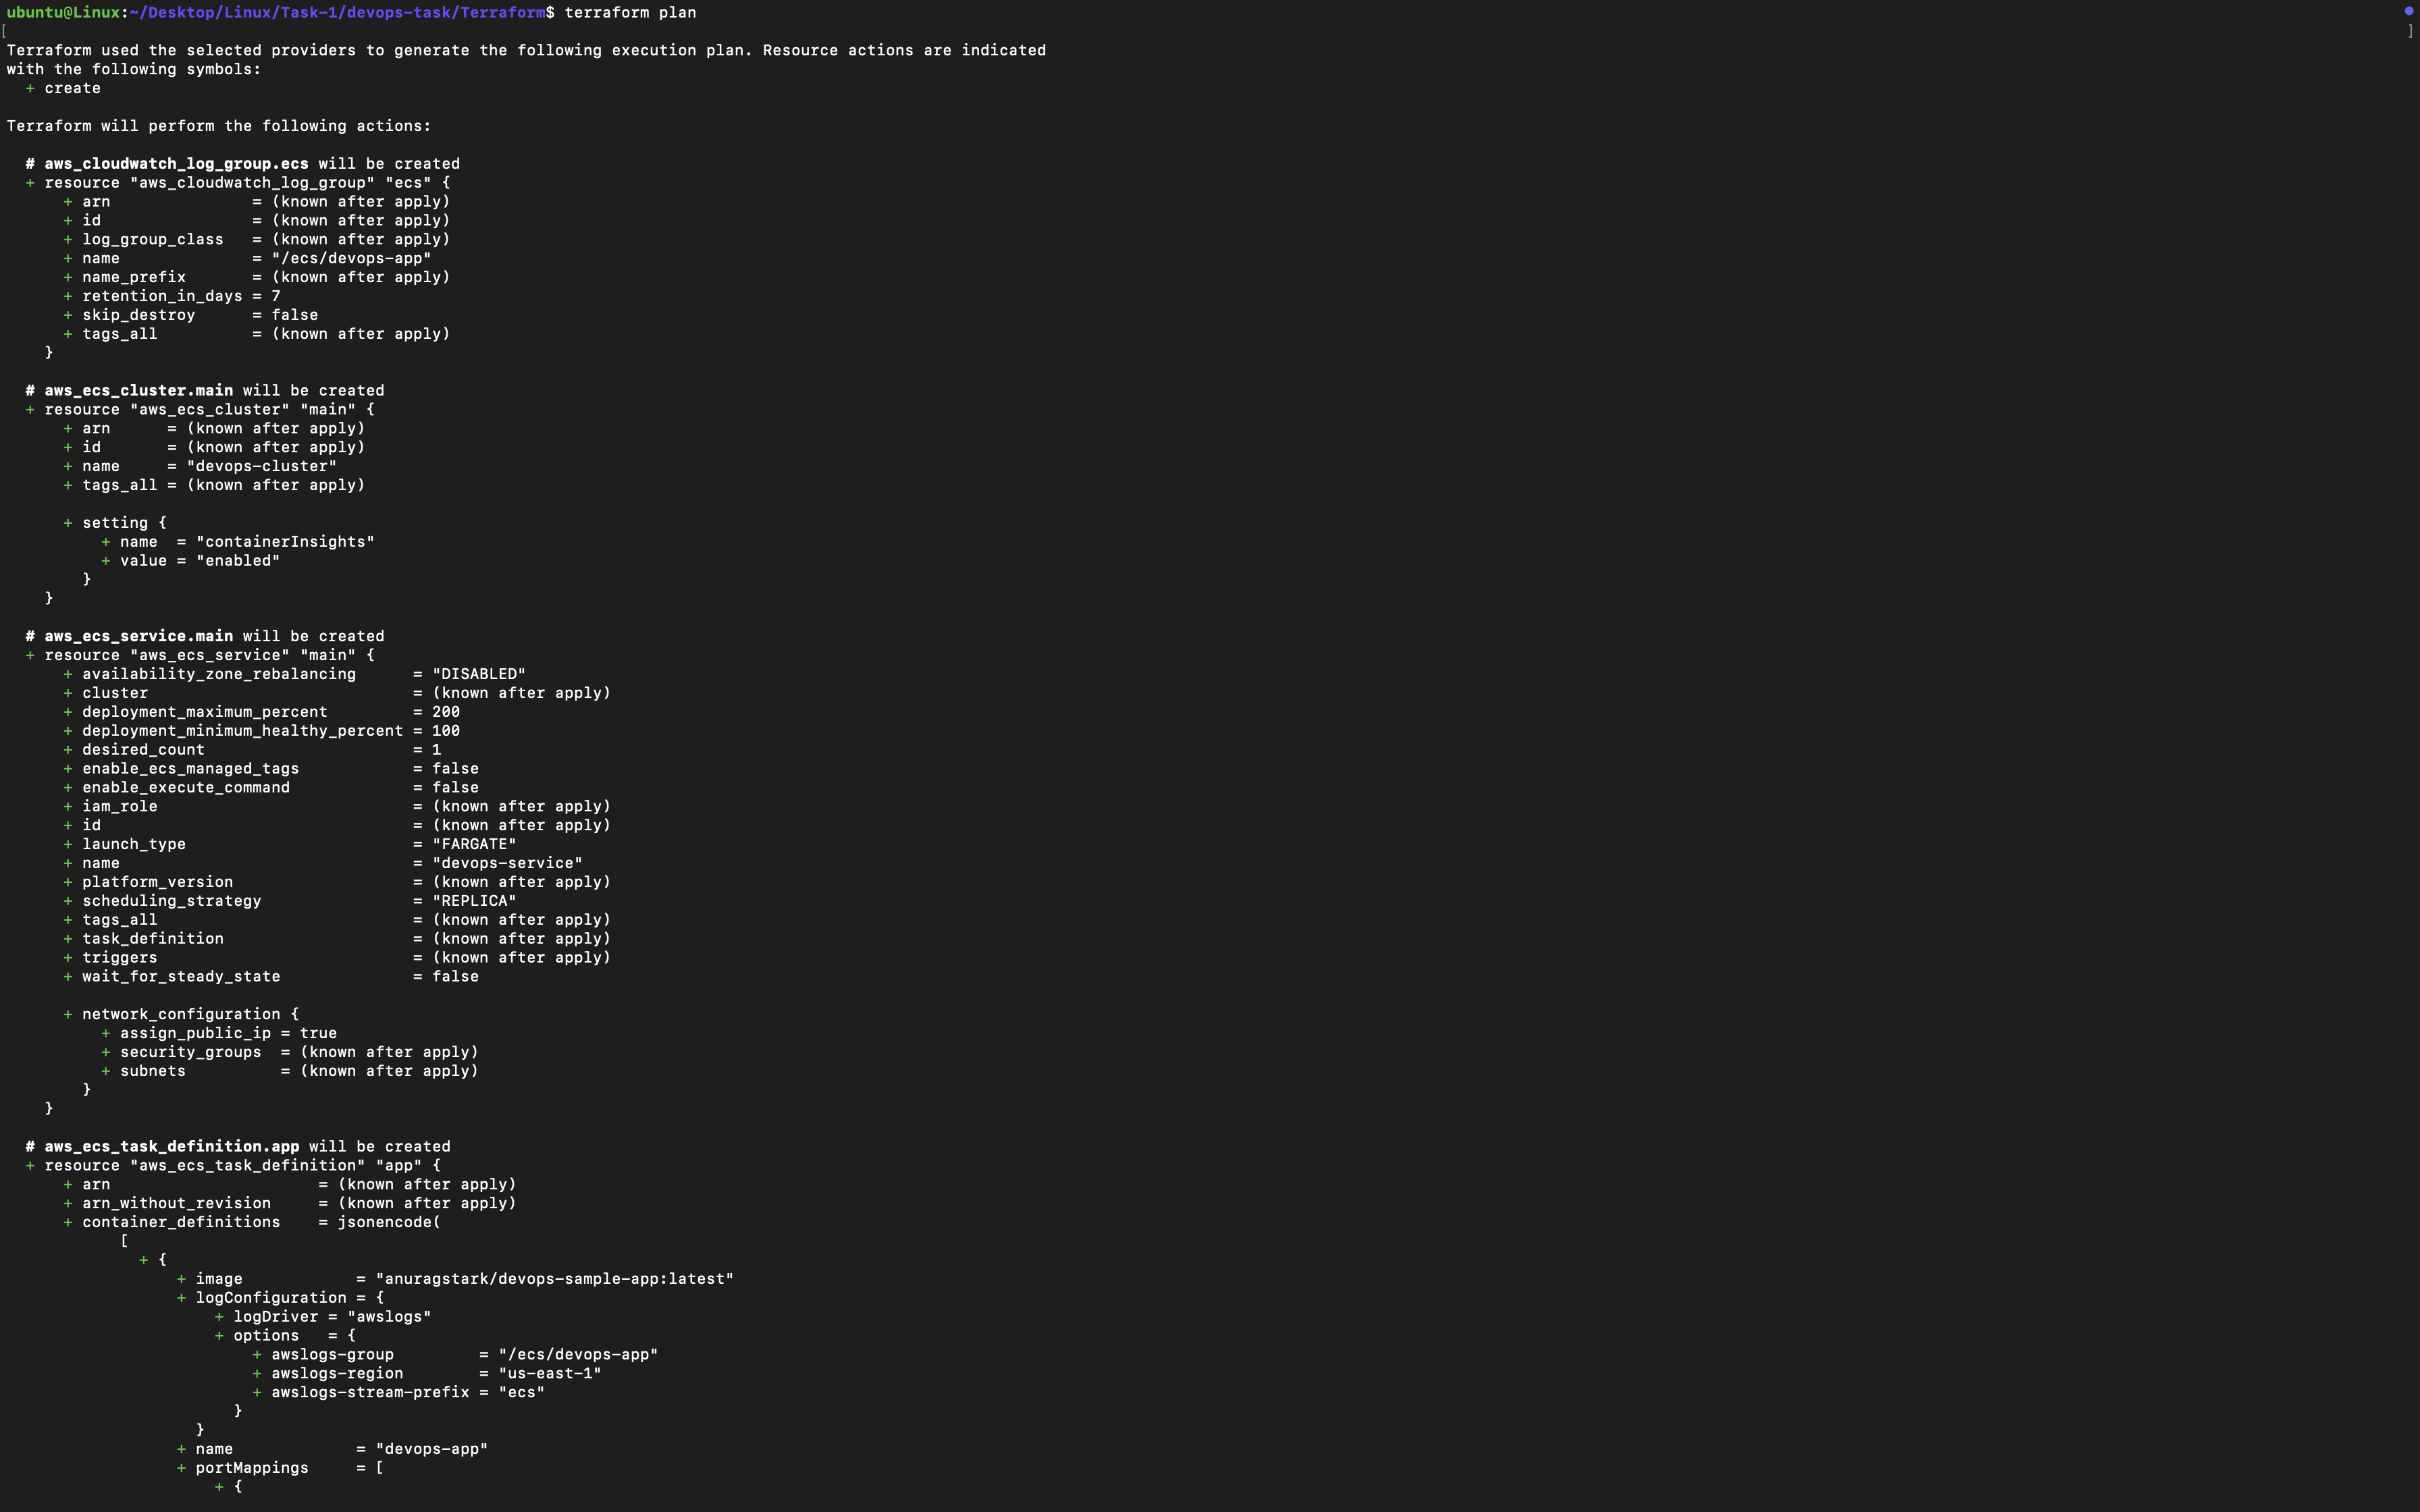 ubuntu@Linux:~/Desktop/Linux/Task-1/devops-task/Terraform$ terraform plan
[ ]
Terraform used the selected providers to generate the following execution plan. Resource actions are indicated
with the following symbols:
  + create

Terraform will perform the following actions:

  # aws_cloudwatch_log_group.ecs will be created
  + resource "aws_cloudwatch_log_group" "ecs" {
      + arn               = (known after apply)
      + id                = (known after apply)
      + log_group_class   = (known after apply)
      + name              = "/ecs/devops-app"
      + name_prefix       = (known after apply)
      + retention_in_days = 7
      + skip_destroy      = false
      + tags_all          = (known after apply)
    }

  # aws_ecs_cluster.main will be created
  + resource "aws_ecs_cluster" "main" {
      + arn      = (known after apply)
      + id       = (known after apply)
      + name     = "devops-cluster"
      + tags_all = (known after apply)

      + setting {
          + name  = "containerInsights"
          + value = "enabled"
        }
    }

  # aws_ecs_service.main will be created
  + resource "aws_ecs_service" "main" {
      + availability_zone_rebalancing      = "DISABLED"
      + cluster                            = (known after apply)
      + deployment_maximum_percent         = 200
      + deployment_minimum_healthy_percent = 100
      + desired_count                      = 1
      + enable_ecs_managed_tags            = false
      + enable_execute_command             = false
      + iam_role                           = (known after apply)
      + id                                 = (known after apply)
      + launch_type                        = "FARGATE"
      + name                               = "devops-service"
      + platform_version                   = (known after apply)
      + scheduling_strategy                = "REPLICA"
      + tags_all                           = (known after apply)
      + task_definition                    = (known after apply)
      + triggers                           = (known after apply)
      + wait_for_steady_state              = false

      + network_configuration {
          + assign_public_ip = true
          + security_groups  = (known after apply)
          + subnets          = (known after apply)
        }
    }

  # aws_ecs_task_definition.app will be created
  + resource "aws_ecs_task_definition" "app" {
      + arn                      = (known after apply)
      + arn_without_revision     = (known after apply)
      + container_definitions    = jsonencode(
            [
              + {
                  + image            = "anuragstark/devops-sample-app:latest"
                  + logConfiguration = {
                      + logDriver = "awslogs"
                      + options   = {
                          + awslogs-group         = "/ecs/devops-app"
                          + awslogs-region        = "us-east-1"
                          + awslogs-stream-prefix = "ecs"
                        }
                    }
                  + name             = "devops-app"
                  + portMappings     = [
                      + {